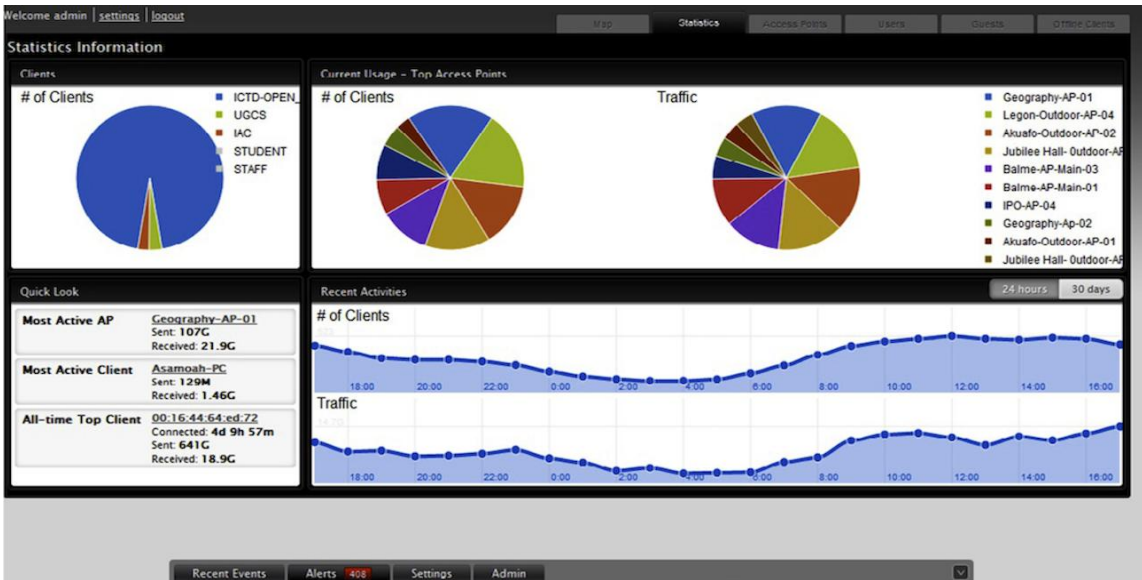 Welcome admin | settings | logout
Map Statistics Access Points Users Guests Offline Clients
Statistics Information
Clients
# of Clients
ICTD-OPEN_
UGCS
IAC
STUDENT
STAFF
Current Usage - Top Access Points
# of Clients
Traffic
Geography-AP-01
Legon-Outdoor-AP-04
Akuafo-Outdoor-AP-02
Jubilee Hall- Outdoor-AP
Balme-AP-Main-03
Balme-AP-Main-01
IPO-AP-04
Geography-Ap-02
Akuafo-Outdoor-AP-01
Jubilee Hall- Outdoor-AP
Quick Look
Most Active AP Geography-AP-01
Sent: 107G
Received: 21.9G
Most Active Client Asamoah-PC
Sent: 129M
Received: 1.46G
All-time Top Client 00:16:44:64:ed:72
Connected: 4d 9h 57m
Sent: 641G
Received: 18.9G
Recent Activities
24 hours 30 days
# of Clients
18:00 20:00 22:00 0:00 2:00 4:00 6:00 8:00 10:00 12:00 14:00 16:00
Traffic
18:00 20:00 22:00 0:00 2:00 4:00 6:00 8:00 10:00 12:00 14:00 16:00
Recent Events Alerts 408 Settings Admin